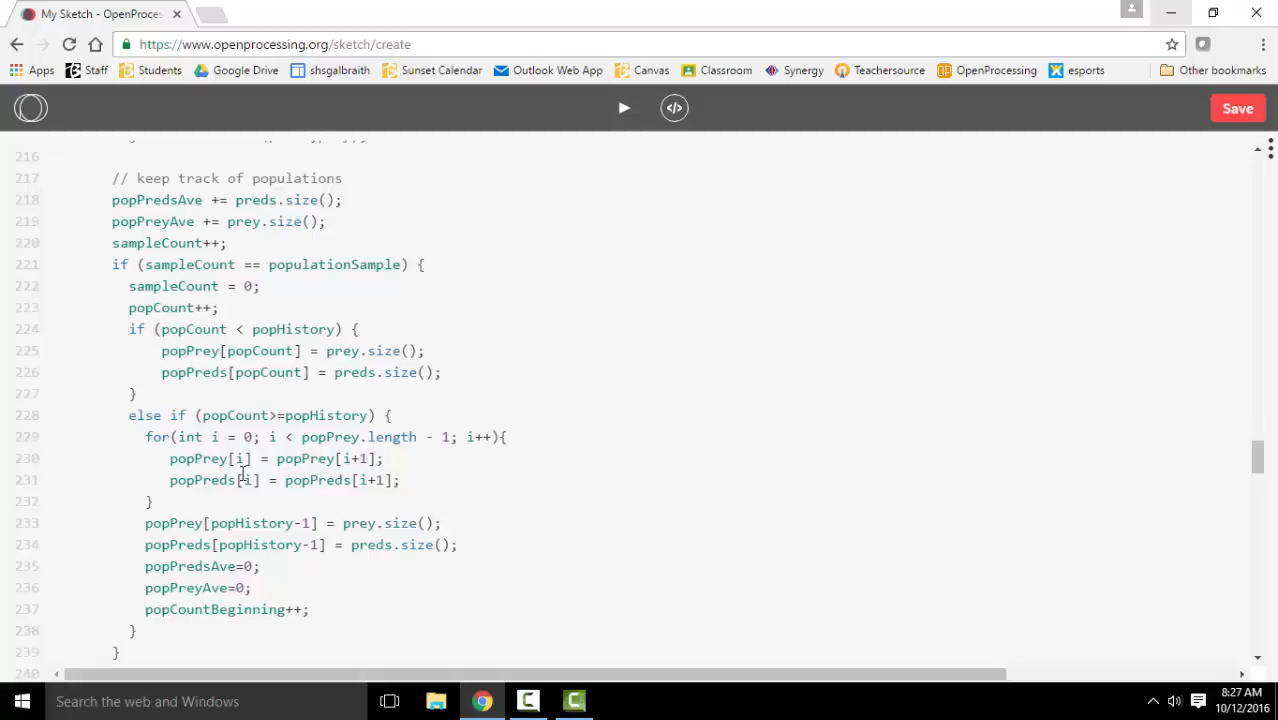 My Sketch - OpenProces
https://www.openprocessing.org/sketch/create
Apps Staff Students Google Drive shsgalbraith Sunset Calendar Outlook Web App Canvas Classroom Synergy Teachersource OpenProcessing esports Other bookmarks
</> Save
216
217 // keep track of populations
218 popPredsAve += preds.size();
219 popPreyAve += prey.size();
220 sampleCount++;
221 if (sampleCount == populationSample) {
222 sampleCount = 0;
223 popCount++;
224 if (popCount < popHistory) {
225 popPrey[popCount] = prey.size();
226 popPreds[popCount] = preds.size();
227 }
228 else if (popCount>=popHistory) {
229 for(int i = 0; i < popPrey.length - 1; i++){
230 popPrey[i] = popPrey[i+1];
231 popPreds[i] = popPreds[i+1];
232 }
233 popPrey[popHistory-1] = prey.size();
234 popPreds[popHistory-1] = preds.size();
235 popPredsAve=0;
236 popPreyAve=0;
237 popCountBeginning++;
238 }
239 }
240
Search the web and Windows
8:27 AM
10/12/2016